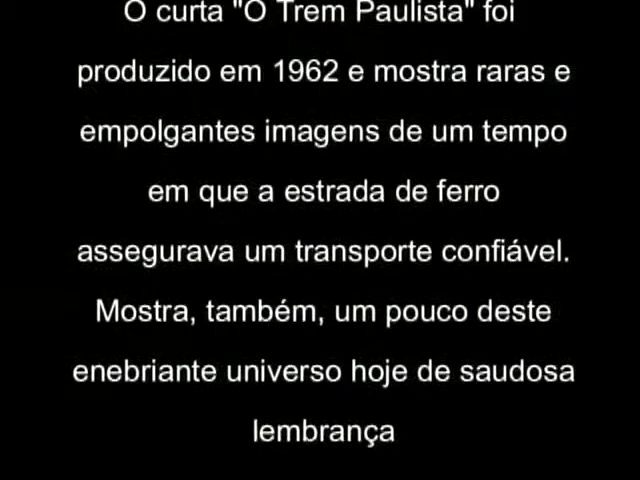 O curta "O Trem Paulista" foi
produzido em 1962 e mostra raras e
empolgantes imagens de um tempo
em que a estrada de ferro
assegurava um transporte confiável.
Mostra, também, um pouco deste
enebriante universo hoje de saudosa
lembrança